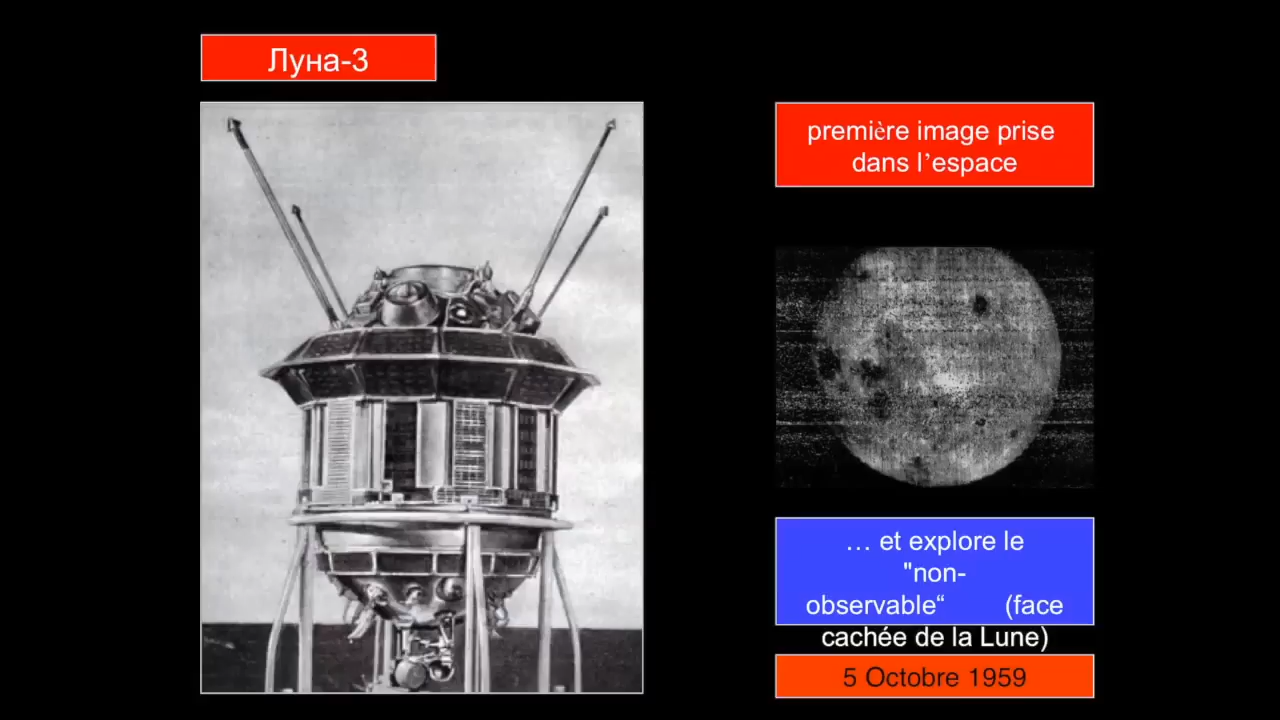 Луна-3
première image prise
dans l’espace
… et explore le
"non-
observable“ (face
cachée de la Lune)
5 Octobre 1959